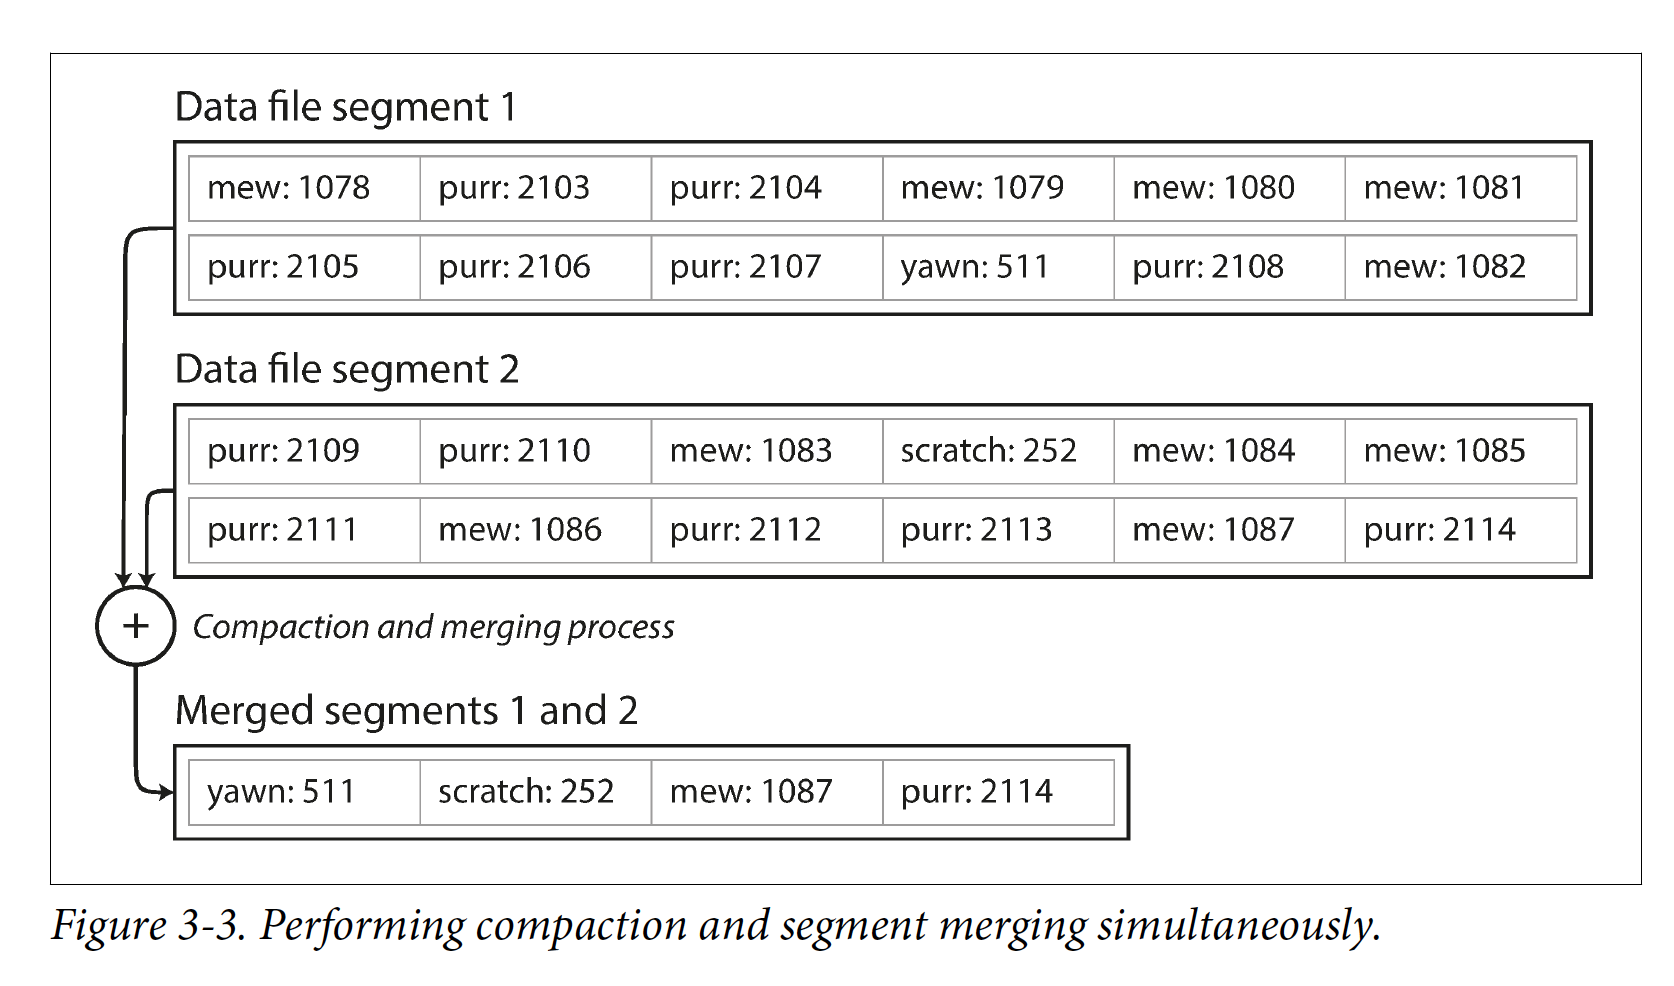 Data file segment 1
mew: 1078 purr: 2103 purr: 2104 mew: 1079 mew: 1080 mew: 1081
purr: 2105 purr: 2106 purr: 2107 yawn: 511 purr: 2108 mew: 1082
Data file segment 2
purr: 2109 purr: 2110 mew: 1083 scratch: 252 mew: 1084 mew: 1085
purr: 2111 mew: 1086 purr: 2112 purr: 2113 mew: 1087 purr: 2114
+ Compaction and merging process
Merged segments 1 and 2
yawn: 511 scratch: 252 mew: 1087 purr: 2114
Figure 3-3. Performing compaction and segment merging simultaneously.